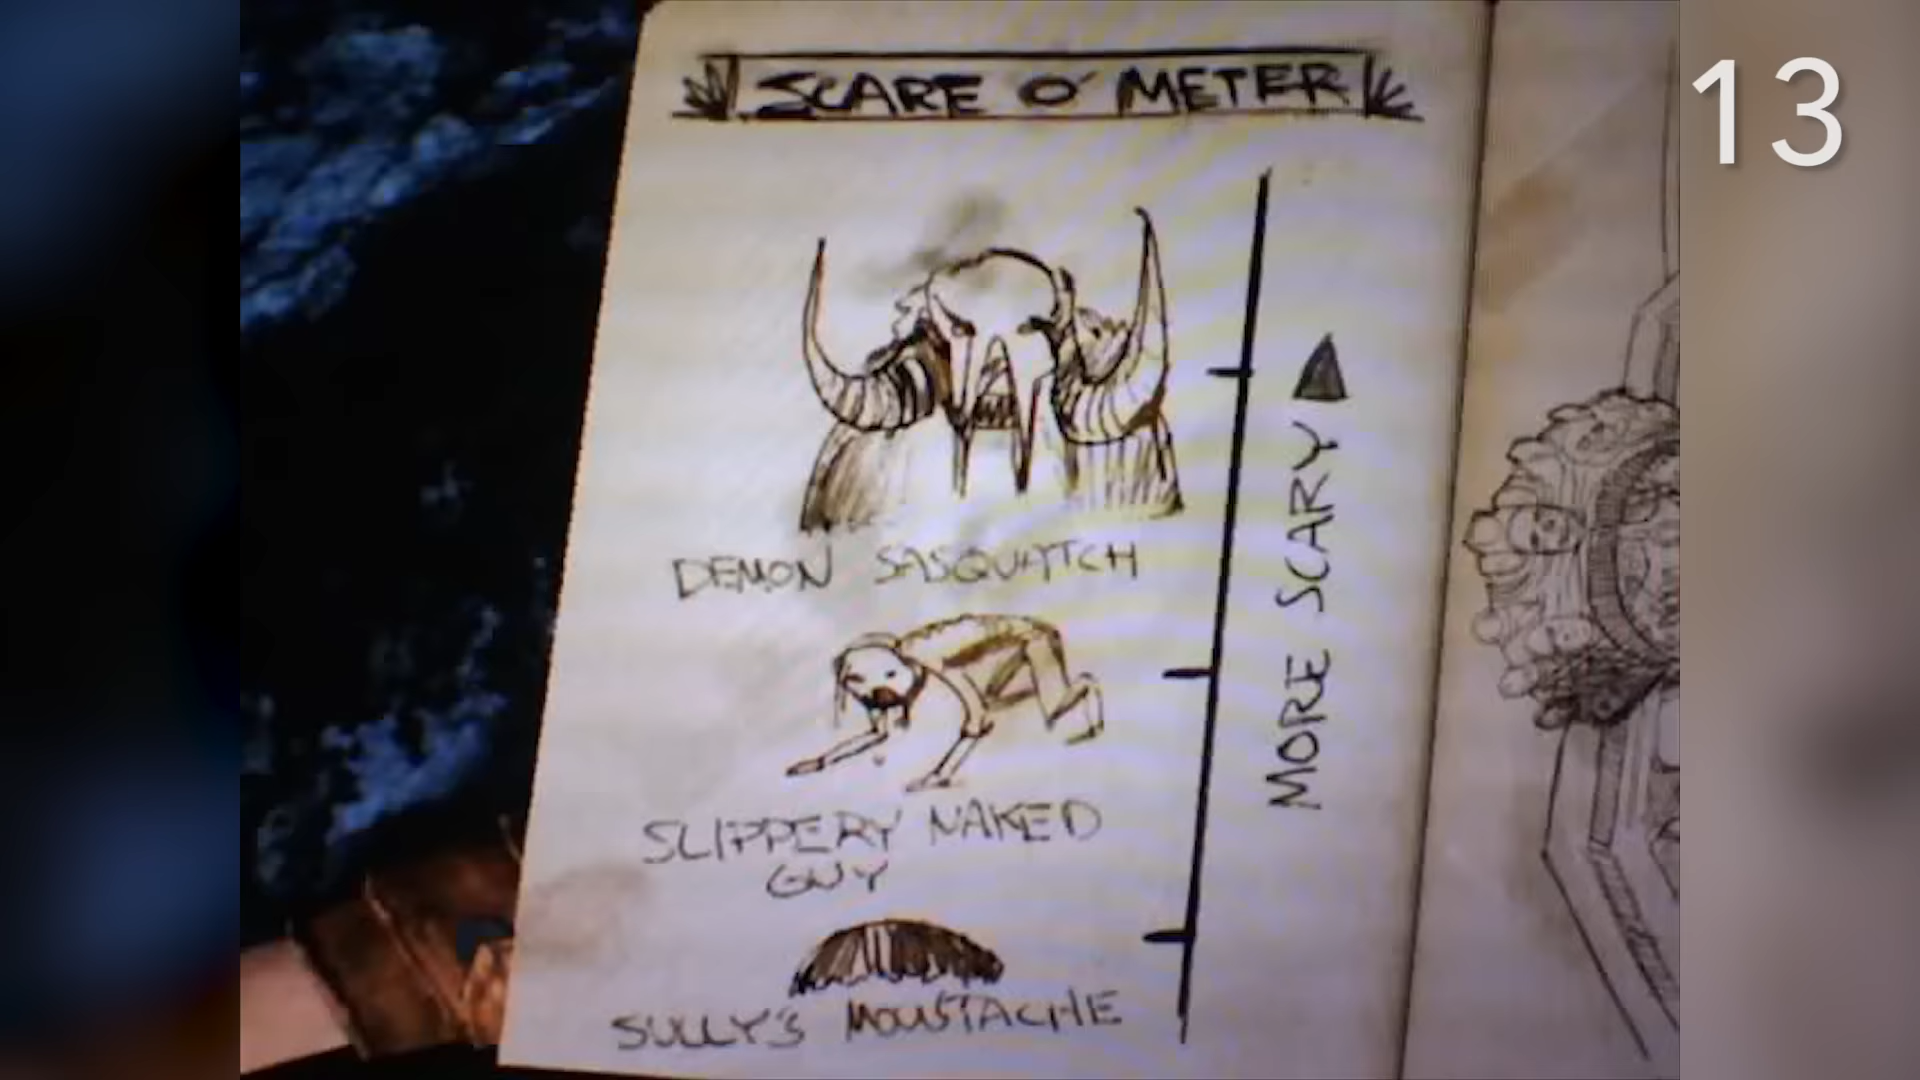 SCARE O' METER
13
DEMON SASQUATCH
MORE SCARY
SLIPPERY NAKED
GUY
SULLY'S MOUSTACHE